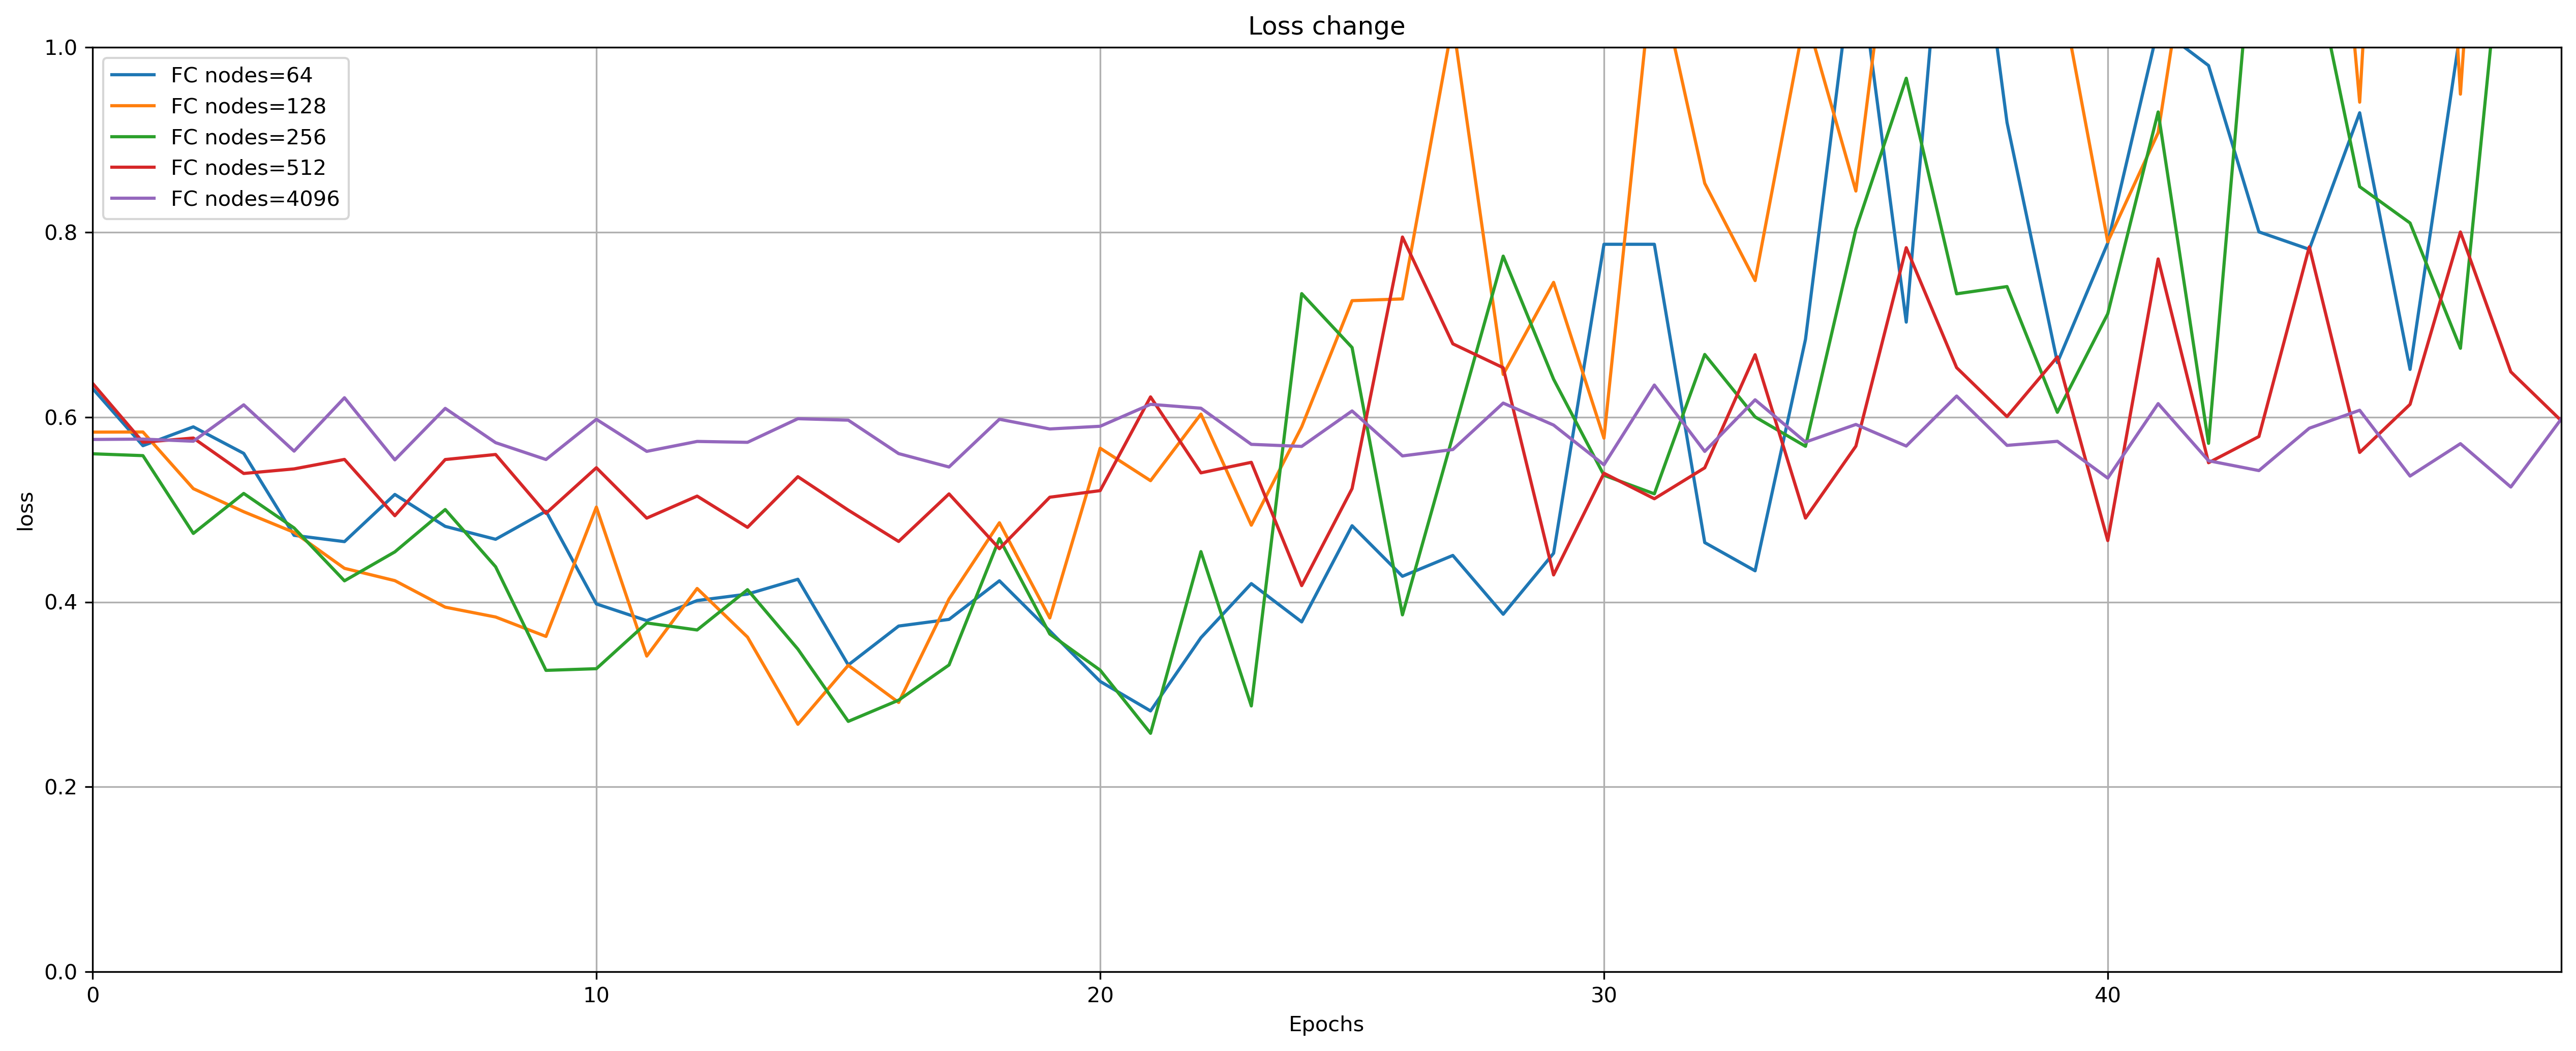 Loss change
1.0
0.8
0.6
0.4
0.2
0.0
loss
FC nodes=64
FC nodes=128
FC nodes=256
FC nodes=512
FC nodes=4096
0 10 20 30 40
Epochs